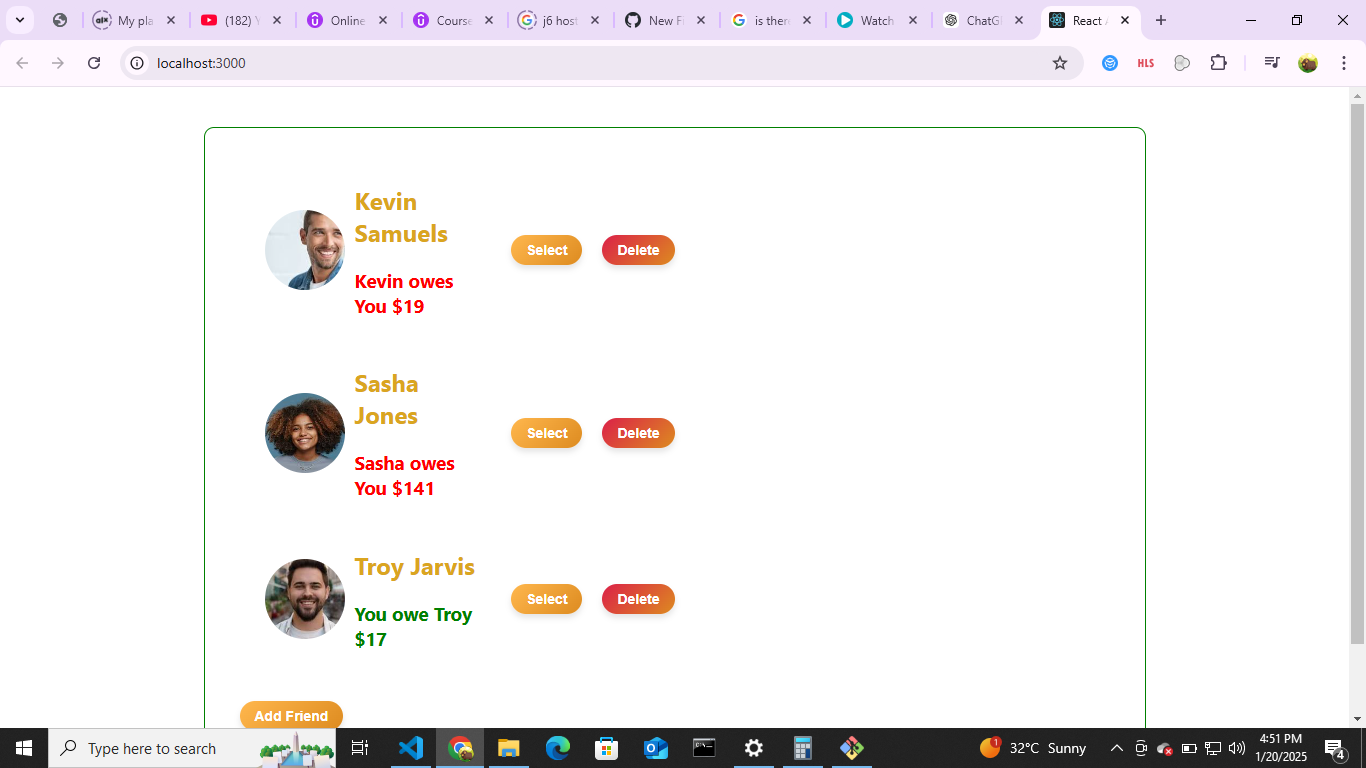 My pla
(182) Y
Online
Course
j6 host
New F
is ther
Watch
ChatG
React A
localhost:3000
HLS
Kevin
Samuels
Kevin owes
You $19
Select
Delete
Sasha
Jones
Sasha owes
You $141
Select
Delete
Troy Jarvis
You owe Troy
$17
Select
Delete
Add Friend
Type here to search
1
32°C Sunny
4:51 PM
1/20/2025
4